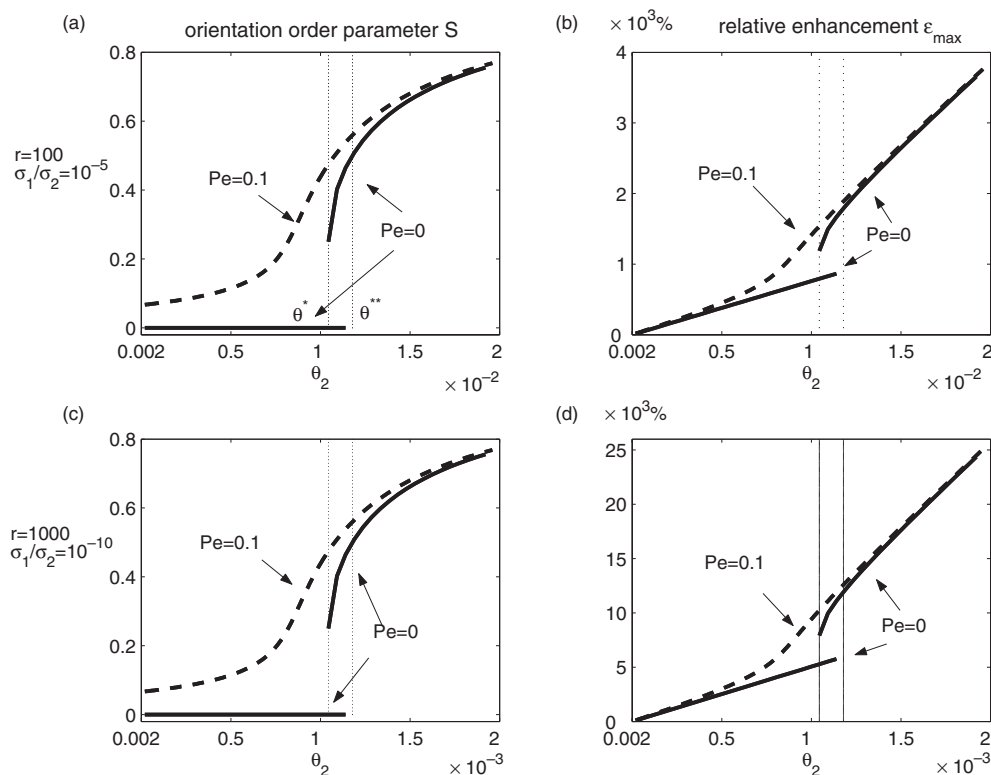 (a)
orientation order parameter S
0.8
0.6
0.4
0.2
0
r=100
σ₁/σ₂=10⁻⁵
Pe=0.1
Pe=0
θ*
θ**
0.002
0.5
1
1.5
2
θ₂
× 10⁻²
(b)
× 10³%
relative enhancement ε_max
4
3
2
1
0
Pe=0.1
Pe=0
0.002
0.5
1
1.5
2
θ₂
× 10⁻²
(c)
0.8
0.6
0.4
0.2
0
r=1000
σ₁/σ₂=10⁻¹⁰
Pe=0.1
Pe=0
0.002
0.5
1
1.5
2
θ₂
× 10⁻³
(d)
× 10³%
25
20
15
10
5
0
Pe=0.1
Pe=0
0.002
0.5
1
1.5
2
θ₂
× 10⁻³